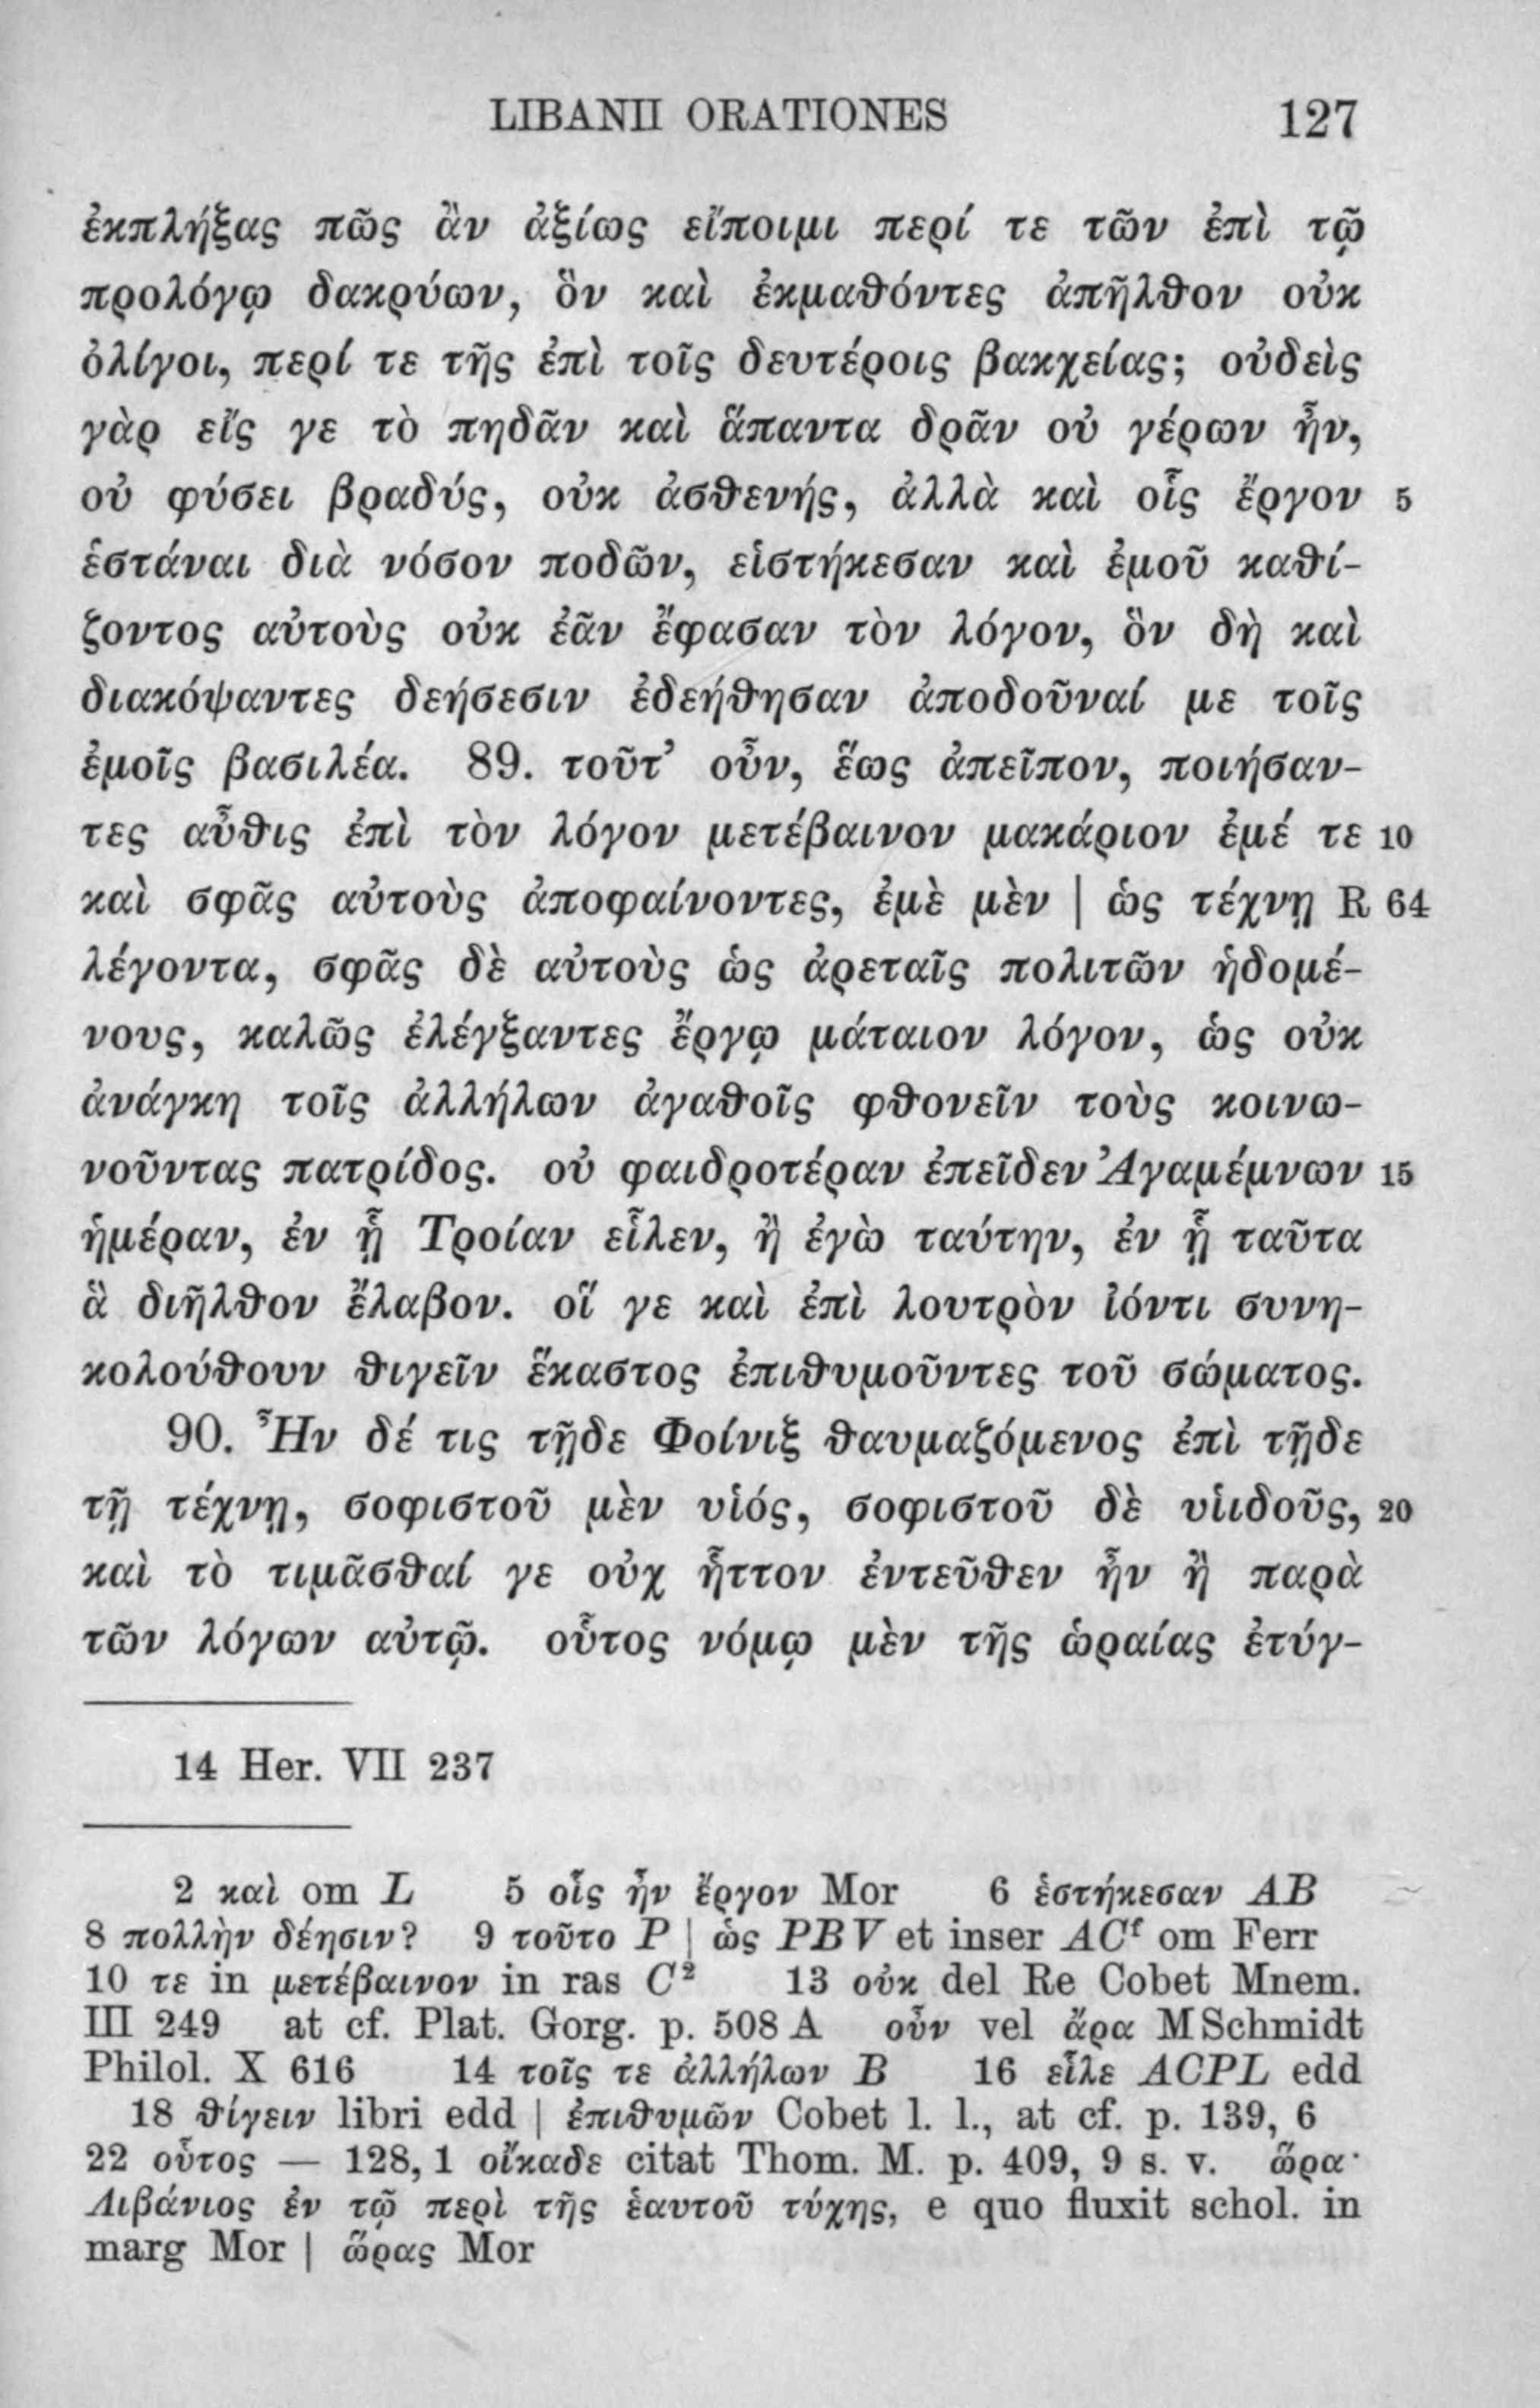 LIBANII ORATIONES 127
ἐκπλήξας πῶς ἂν ἀξίως εἴποιμι περί τε τῶν ἐπὶ τῷ
προλόγῳ δακρύων, ὃν καὶ ἐκμαθόντες ἀπῆλθον οὐκ
ὀλίγοι, περί τε τῆς ἐπὶ τοῖς δευτέροις βακχείας; οὐδεὶς
γὰρ εἴς γε τὸ πηδᾶν καὶ ἅπαντα δρᾶν οὐ γέρων ἦν,
οὐ φύσει βραδύς, οὐκ ἀσθενής, ἀλλὰ καὶ οἷς ἔργον 5
ἑστάναι διὰ νόσον ποδῶν, εἱστήκεσαν καὶ ἐμοῦ καθί-
ζοντος αὐτοὺς οὐκ ἐᾶν ἔφασαν τὸν λόγον, ὃν δὴ καὶ
διακόψαντες δεήσεσιν ἐδεήθησαν ἀποδοῦναί με τοῖς
ἐμοῖς βασιλέα. 89. τοῦτ’ οὖν, ἕως ἀπεῖπον, ποιήσαν-
τες αὖθις ἐπὶ τὸν λόγον μετέβαινον μακάριον ἐμέ τε 10
καὶ σφᾶς αὐτοὺς ἀποφαίνοντες, ἐμὲ μὲν | ὡς τέχνῃ R 64
λέγοντα, σφᾶς δὲ αὐτοὺς ὡς ἀρεταῖς πολιτῶν ἡδομέ-
νους, καλῶς ἐλέγξαντες ἔργῳ μάταιον λόγον, ὡς οὐκ
ἀνάγκη τοῖς ἀλλήλων ἀγαθοῖς φθονεῖν τοὺς κοινω-
νοῦντας πατρίδος. οὐ φαιδροτέραν ἐπεῖδεν Ἀγαμέμνων 15
ἡμέραν, ἐν ᾗ Τροίαν εἷλεν, ἢ ἐγὼ ταύτην, ἐν ᾗ ταῦτα
ἃ διῆλθον ἔλαβον. οἵ γε καὶ ἐπὶ λουτρὸν ἰόντι συνη-
κολούθουν θιγεῖν ἕκαστος ἐπιθυμοῦντες τοῦ σώματος.
90. Ἦν δέ τις τῇδε Φοίνιξ θαυμαζόμενος ἐπὶ τῇδε
τῇ τέχνῃ, σοφιστοῦ μὲν υἱός, σοφιστοῦ δὲ υἱιδοῦς, 20
καὶ τὸ τιμᾶσθαί γε οὐχ ἧττον ἐντεῦθεν ἦν ἢ παρὰ
τῶν λόγων αὐτῷ. οὗτος νόμῳ μὲν τῆς ὡραίας ἐτύγ-
14 Her. VII 237
2 καὶ om L 5 οἷς ἦν ἔργον Mor 6 ἑστήκεσαν AB
8 πολλὴν δέησιν? 9 τοῦτο P | ὡς PBV et inser ACᶠ om Ferr
10 τε in μετέβαινον in ras C² 13 οὐκ del Re Cobet Mnem.
III 249 at cf. Plat. Gorg. p. 508 A οὖν vel ἄρα MSchmidt
Philol. X 616 14 τοῖς τε ἀλλήλων B 16 εἷλε ACPL edd
18 θίγειν libri edd | ἐπιθυμῶν Cobet l. l., at cf. p. 139, 6
22 οὗτος — 128, 1 οἴκαδε citat Thom. M. p. 409, 9 s. v. ὥρα·
Λιβάνιος ἐν τῷ περὶ τῆς ἑαυτοῦ τύχης, e quo fluxit schol. in
marg Mor | ὥρας Mor